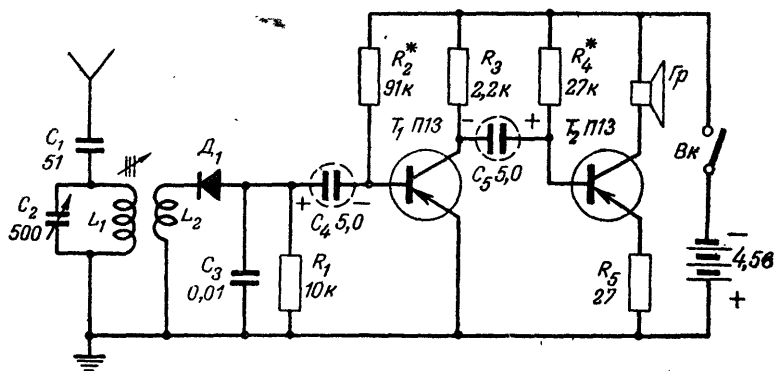 C₁
51
C₂
500
L₁
L₂
Д₁
C₃
0,01
R₁
10к
+ −
C₄ 5,0
R₂*
91к
T₁ П13
R₃
2,2к
− +
C₅ 5,0
R₄*
27к
T₂ П13
R₅
27
Гр
Вк
−
4,5в
+